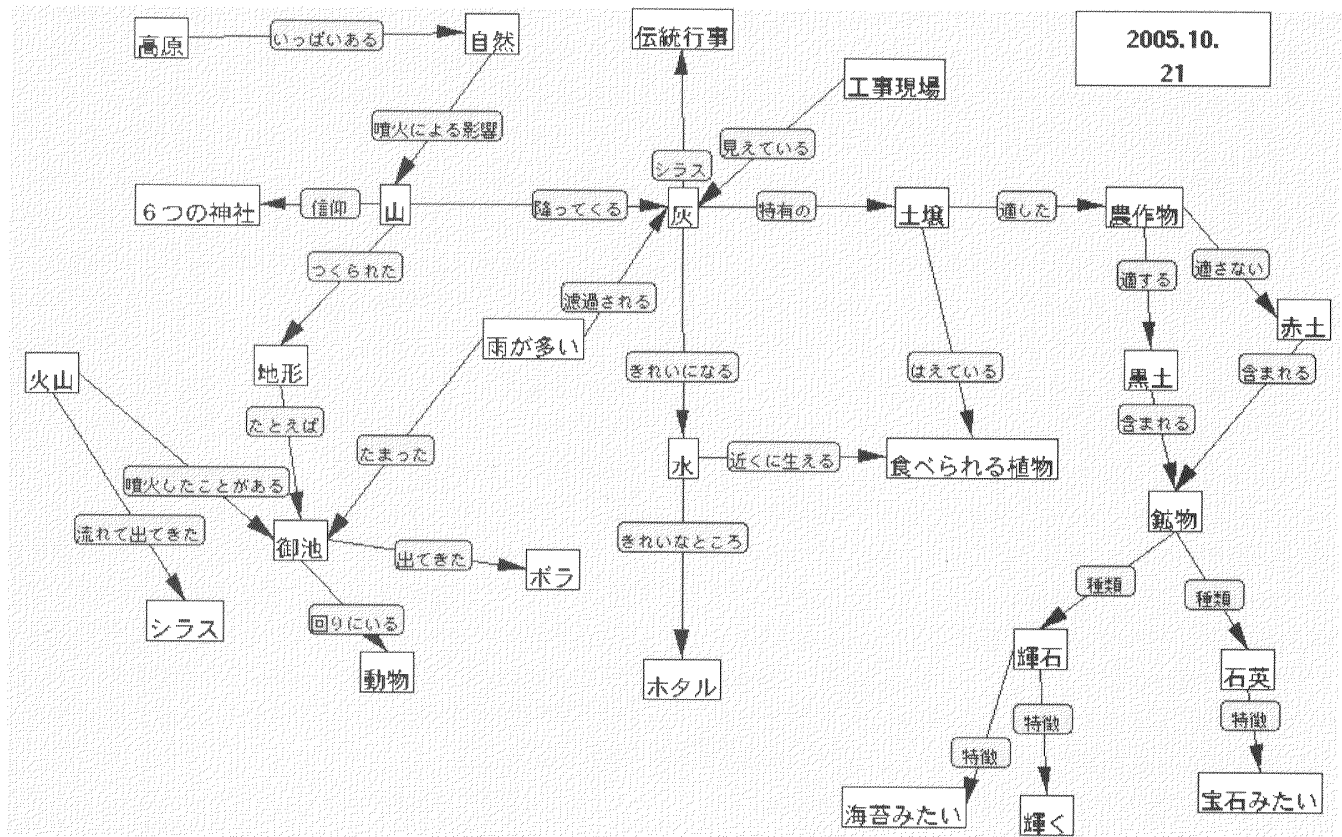 高原
いっぱいある
自然
伝統行事
2005.10.
21
工事現場
噴火による影響
見えている
シラス
6つの神社
信仰
山
降ってくる
灰
特有の
土壌
適した
農作物
つくられた
濾過される
適する
適さない
赤土
雨が多い
地形
火山
きれいになる
はえている
黒土
含まれる
含まれる
たとえば
たまった
水
近くに生える
食べられる植物
噴火したことがある
鉱物
流れて出てきた
御池
出てきた
きれいなところ
ボラ
種類
種類
シラス
回りにいる
動物
ホタル
輝石
石英
特徴
特徴
特徴
海苔みたい
輝く
宝石みたい